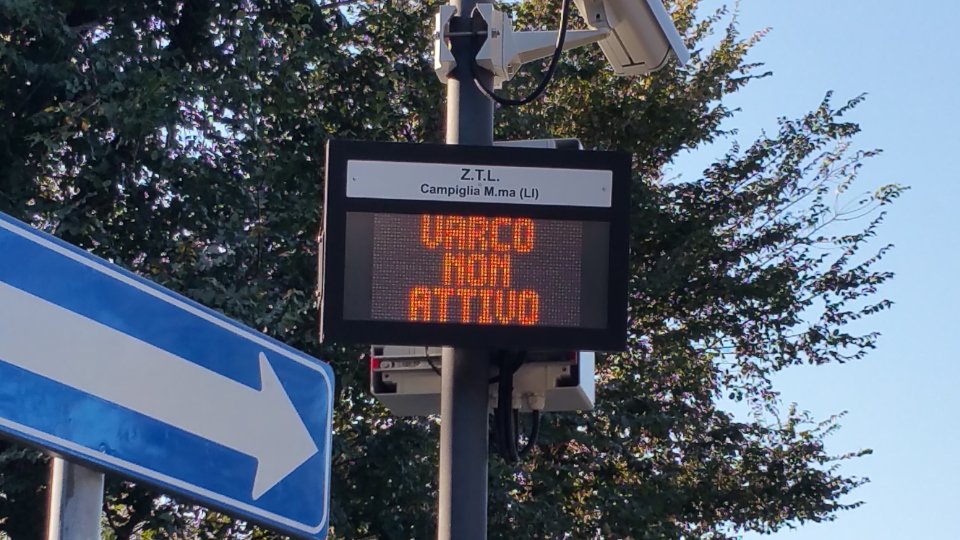 Z.T.L.
Campiglia M.ma (LI)
VARCO
NON
ATTIVO